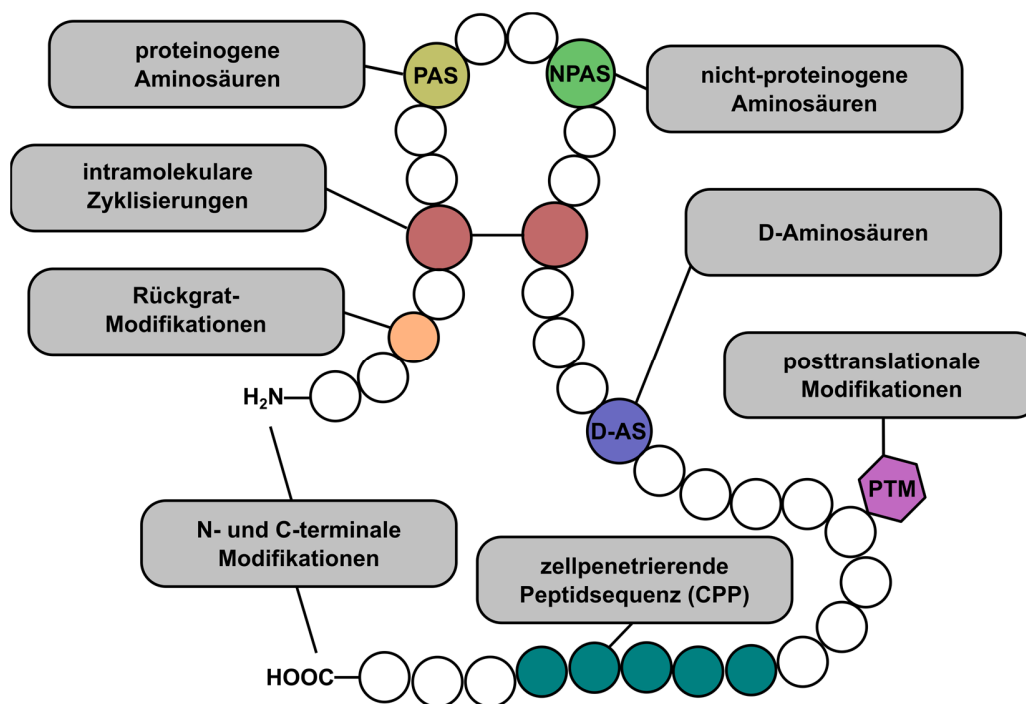 proteinogene
Aminosäuren
PAS
NPAS
nicht-proteinogene
Aminosäuren
intramolekulare
Zyklisierungen
D-Aminosäuren
Rückgrat-
Modifikationen
posttranslationale
Modifikationen
H₂N
D-AS
PTM
N- und C-terminale
Modifikationen
zellpenetrierende
Peptidsequenz (CPP)
HOOC